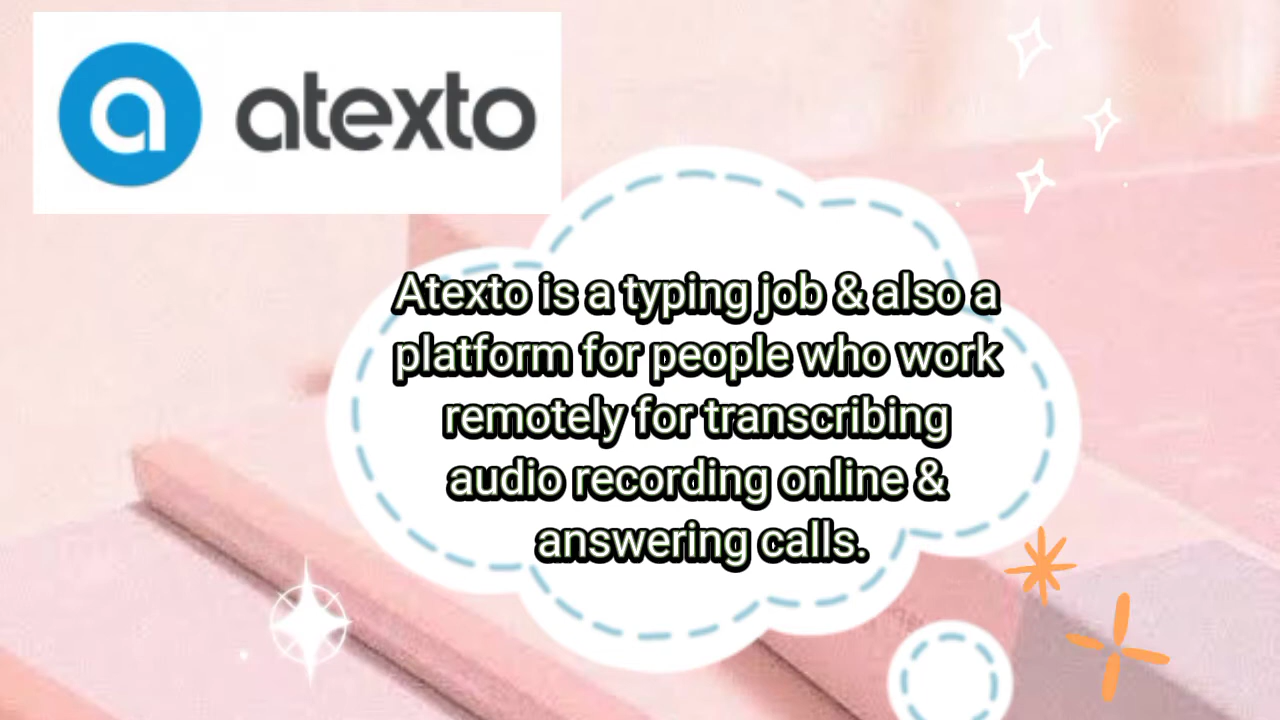 atexto
Atexto is a typing job & also a
platform for people who work
remotely for transcribing
audio recording online &
answering calls.